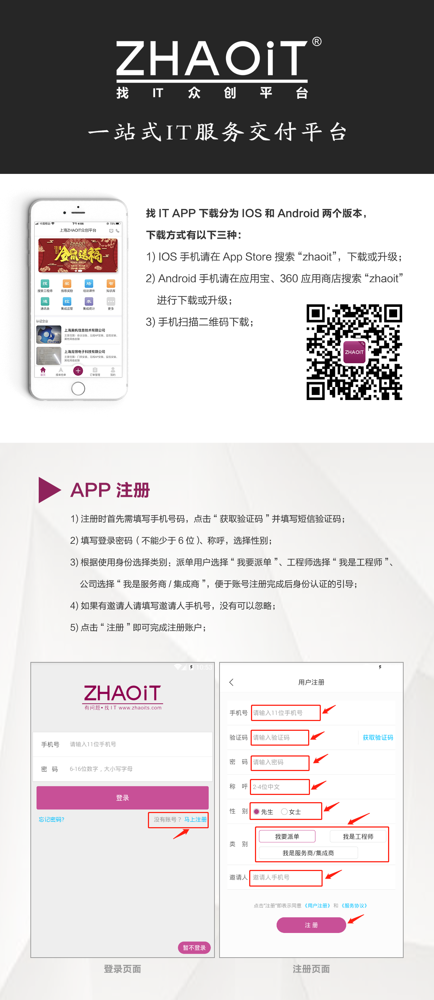 ZHAOiT®
找IT众创平台
一站式IT服务交付平台
中国移动 下午4:06 73%
上海ZHAOIT众创平台
ZHAOIT
金鼠送福
搜 奖 培 智
搜索工程师 推荐奖励 培训课件 知识库
通 控 表
通讯录 集成监管 集成统计 更多
认证企业
上海昊帆信息技术有限公司
主营范围：会议设备、无线AP安装、监控安装、
其他网络故障
HaoFan
上海龙银电子科技有限公司
主营范围：门禁安装、无线AP安装、监控安装、
其他网络故障
首页 接单抢单 订单管理 我的
找 IT APP 下载分为 IOS 和 Android 两个版本，
下载方式有以下三种：
1) IOS 手机请在 App Store 搜索 “zhaoit”，下载或升级；
2) Android 手机请在应用宝、360 应用商店搜索 “zhaoit”
进行下载或升级；
3) 手机扫描二维码下载；
ZHAOIT
APP 注册
1) 注册时首先需填写手机号码，点击 “ 获取验证码 ” 并填写短信验证码；
2) 填写登录密码（ 不能少于 6 位 ）、称呼，选择性别；
3) 根据使用身份选择类别：派单用户选择 “ 我要派单 ”、工程师选择 “ 我是工程师 ”、
公司选择 “ 我是服务商 / 集成商 ”，便于账号注册完成后身份认证的引导；
4) 如果有邀请人请填写邀请人手机号，没有可以忽略；
5) 点击 “ 注册 ” 即可完成注册账户；
10:53
ZHAOiT
有问题•找IT www.zhaoits.com
手机号 请输入11位手机号
密 码 6-16位数字，大小写字母
登录
忘记密码? 没有账号？ 马上注册
暂不登录
登录页面
用户注册
手机号 请输入11位手机号
验证码 请输入验证码 获取验证码
密 码 请输入密码
称 呼 2-4位中文
性 别 先生 女士
类 别 我要派单 我是工程师
我是服务商/集成商
邀请人 邀请人手机号
点击“注册”即表示同意 《用户注册》 和 《服务协议》
注 册
注册页面